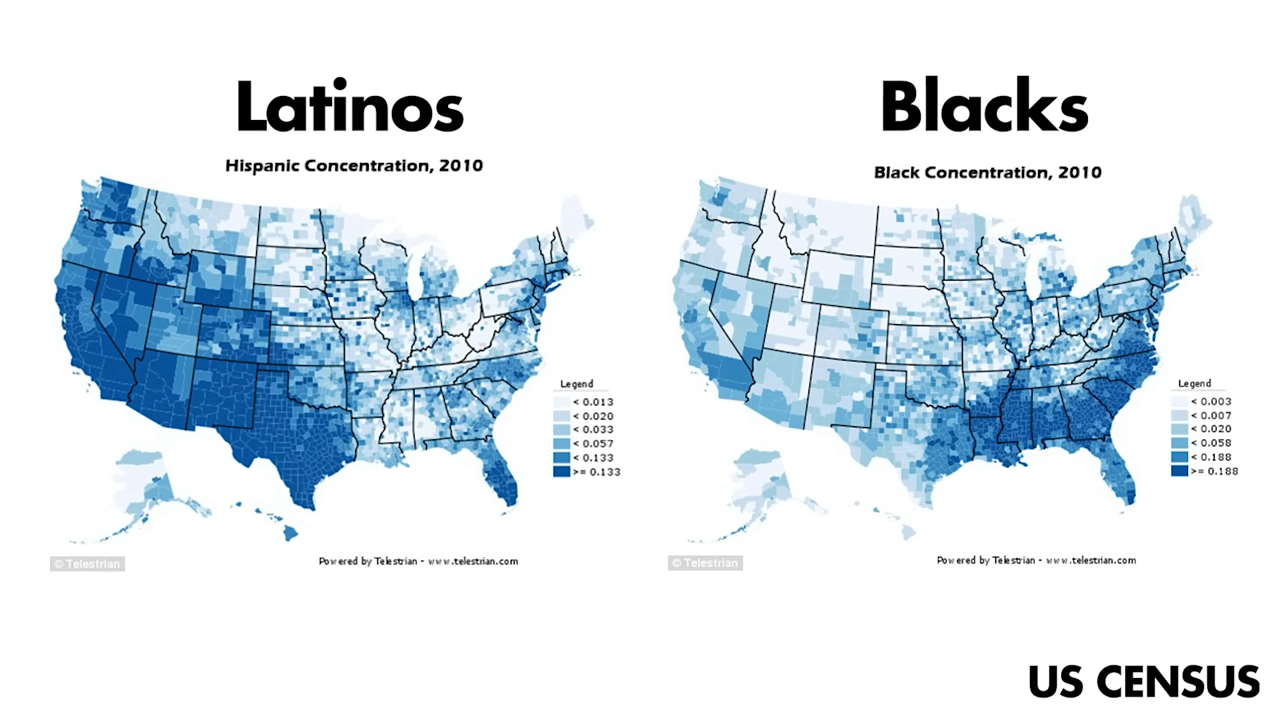 Latinos
Hispanic Concentration, 2010
Legend
< 0.013
< 0.020
< 0.033
< 0.057
< 0.133
>= 0.133
© Telestrian
Powered by Telestrian - www.telestrian.com
Blacks
Black Concentration, 2010
Legend
< 0.003
< 0.007
< 0.020
< 0.058
< 0.188
>= 0.188
© Telestrian
Powered by Telestrian - www.telestrian.com
US CENSUS